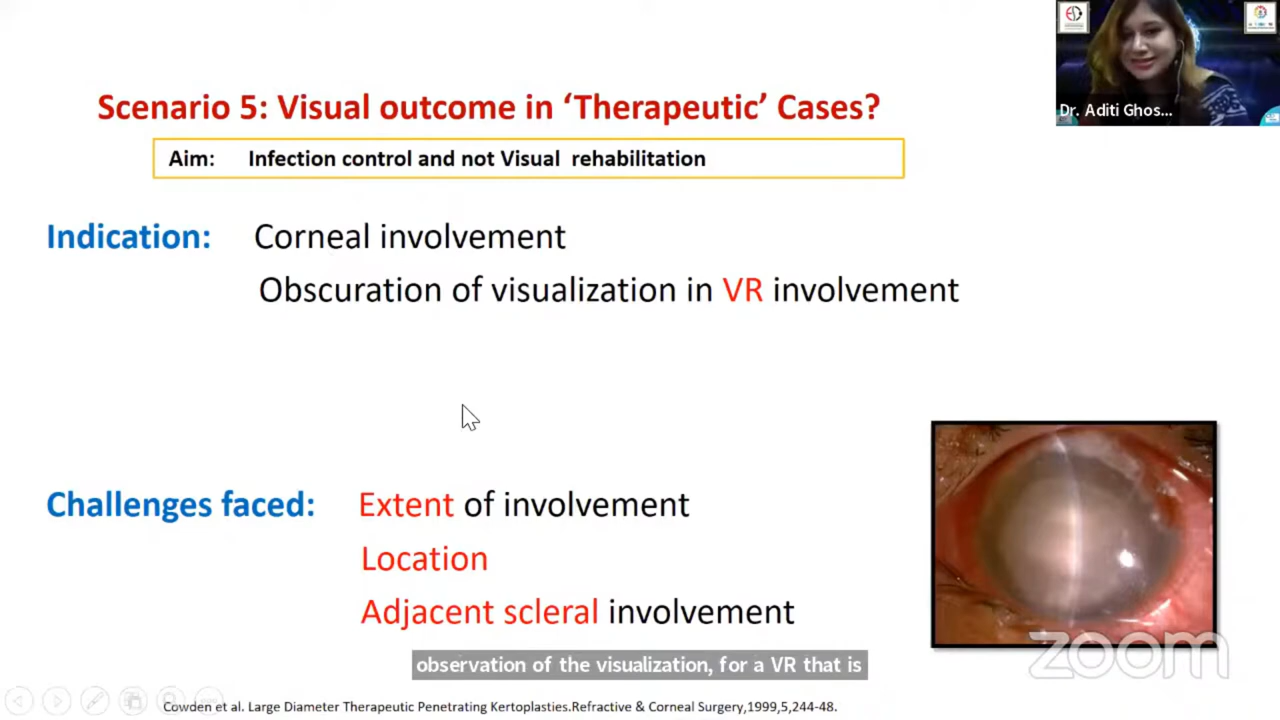 Scenario 5: Visual outcome in ‘Therapeutic’ Cases?
Dr. Aditi Ghos...
Aim: Infection control and not Visual rehabilitation
Indication: Corneal involvement
Obscuration of visualization in VR involvement
Challenges faced: Extent of involvement
Location
Adjacent scleral involvement
zoom
observation of the visualization, for a VR that is
Cowden et al. Large Diameter Therapeutic Penetrating Kertoplasties.Refractive & Corneal Surgery,1999,5,244-48.